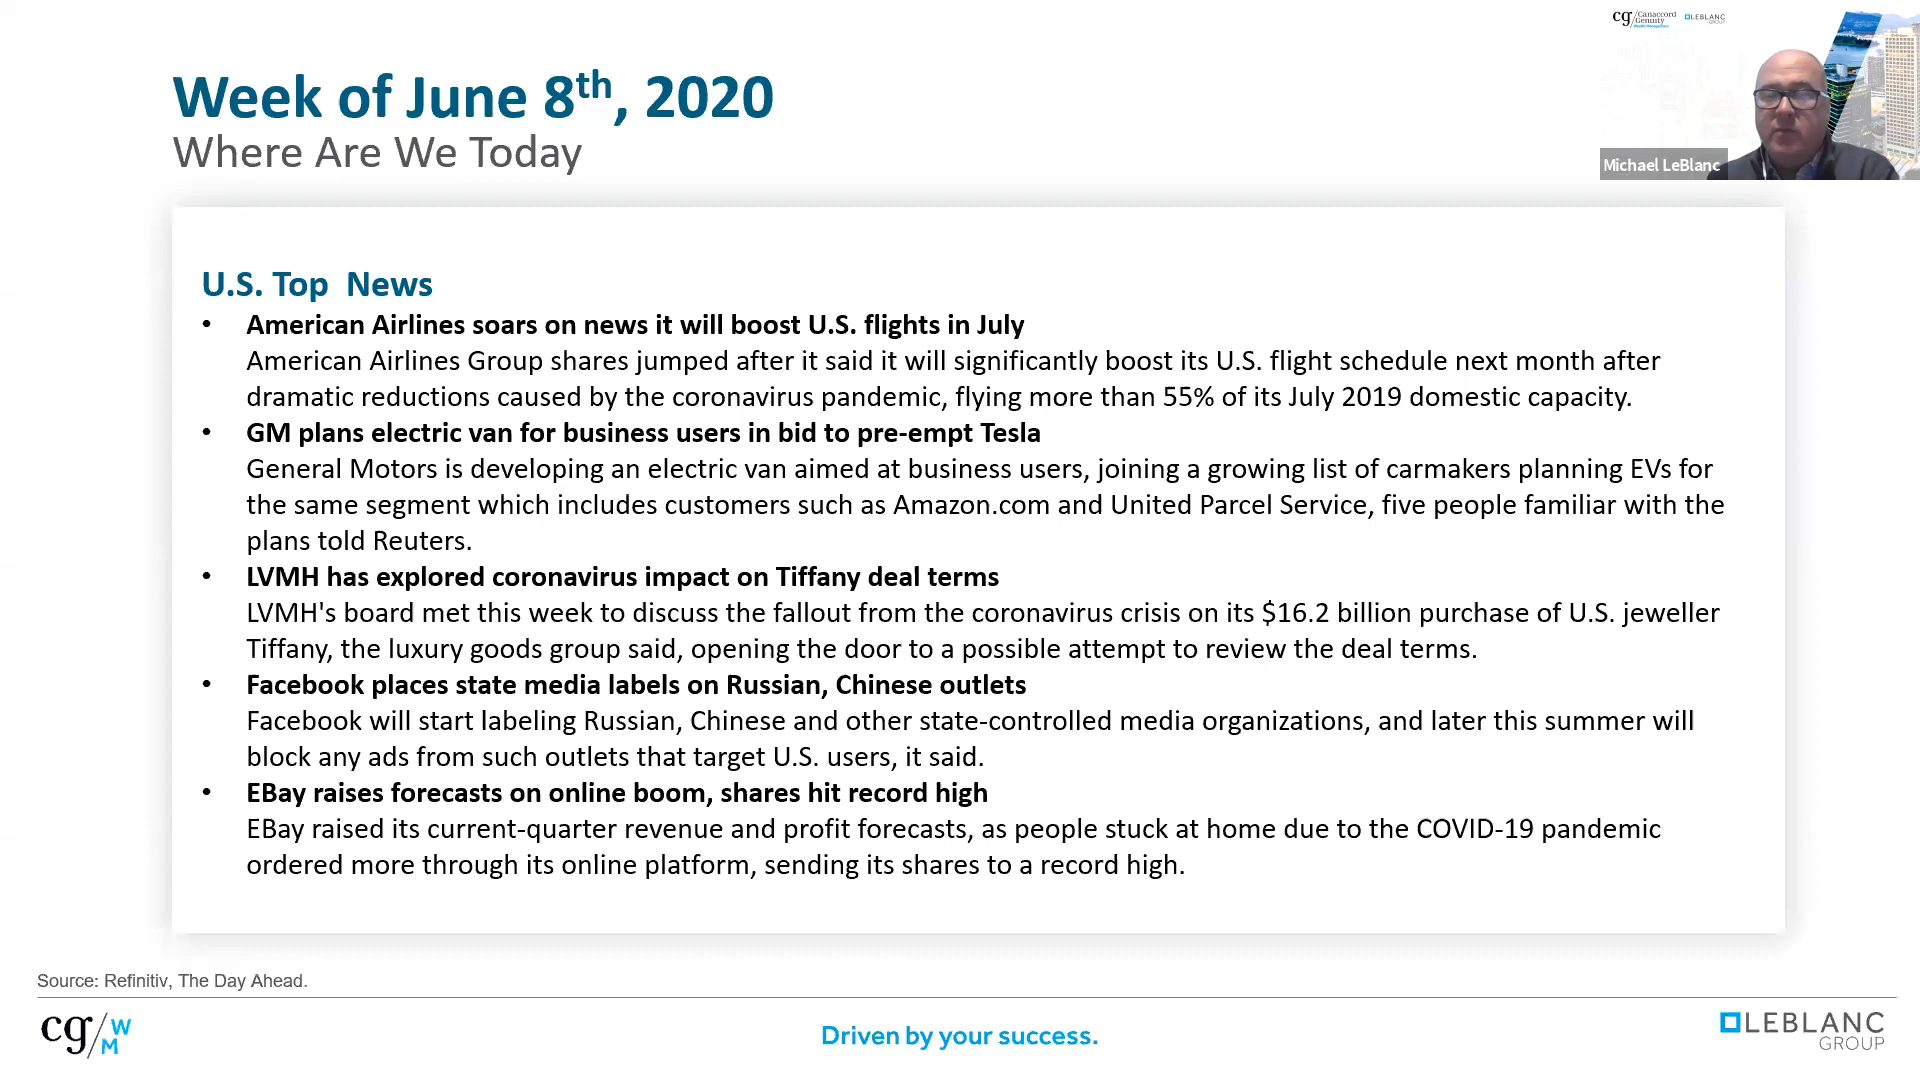 cg/Canaccord Genuity
LEBLANC
GROUP
Week of June 8th, 2020
Where Are We Today
Michael LeBlanc
U.S. Top  News
• American Airlines soars on news it will boost U.S. flights in July
American Airlines Group shares jumped after it said it will significantly boost its U.S. flight schedule next month after
dramatic reductions caused by the coronavirus pandemic, flying more than 55% of its July 2019 domestic capacity.
• GM plans electric van for business users in bid to pre-empt Tesla
General Motors is developing an electric van aimed at business users, joining a growing list of carmakers planning EVs for
the same segment which includes customers such as Amazon.com and United Parcel Service, five people familiar with the
plans told Reuters.
• LVMH has explored coronavirus impact on Tiffany deal terms
LVMH's board met this week to discuss the fallout from the coronavirus crisis on its $16.2 billion purchase of U.S. jeweller
Tiffany, the luxury goods group said, opening the door to a possible attempt to review the deal terms.
• Facebook places state media labels on Russian, Chinese outlets
Facebook will start labeling Russian, Chinese and other state-controlled media organizations, and later this summer will
block any ads from such outlets that target U.S. users, it said.
• EBay raises forecasts on online boom, shares hit record high
EBay raised its current-quarter revenue and profit forecasts, as people stuck at home due to the COVID-19 pandemic
ordered more through its online platform, sending its shares to a record high.
Source: Refinitiv, The Day Ahead.
cg/WM
Driven by your success.
LEBLANC
GROUP